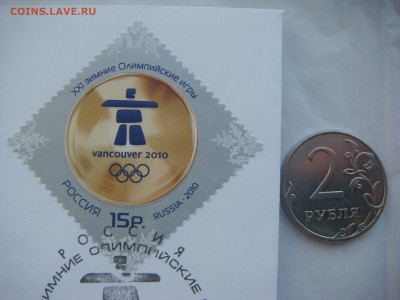 COINS.LAVE.RU
XXI зимние Олимпийские игры
vancouver 2010
РОССИЯ
15р.
RUSSIA · 2010
2
РУБЛЯ
РОССИЯ
ЗИМНИЕ ОЛИМПИЙСКИЕ